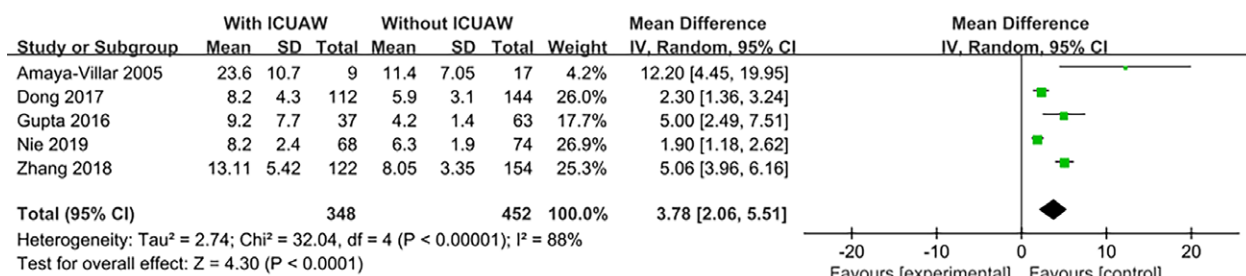 With ICUAW Without ICUAW Mean Difference Mean Difference
Study or Subgroup Mean SD Total Mean SD Total Weight IV, Random, 95% CI IV, Random, 95% CI
Amaya-Villar 2005 23.6 10.7 9 11.4 7.05 17 4.2% 12.20 [4.45, 19.95]
Dong 2017 8.2 4.3 112 5.9 3.1 144 26.0% 2.30 [1.36, 3.24]
Gupta 2016 9.2 7.7 37 4.2 1.4 63 17.7% 5.00 [2.49, 7.51]
Nie 2019 8.2 2.4 68 6.3 1.9 74 26.9% 1.90 [1.18, 2.62]
Zhang 2018 13.11 5.42 122 8.05 3.35 154 25.3% 5.06 [3.96, 6.16]
Total (95% CI) 348 452 100.0% 3.78 [2.06, 5.51]
Heterogeneity: Tau² = 2.74; Chi² = 32.04, df = 4 (P < 0.00001); I² = 88%
Test for overall effect: Z = 4.30 (P < 0.0001)
-20 -10 0 10 20
Favours [experimental] Favours [control]